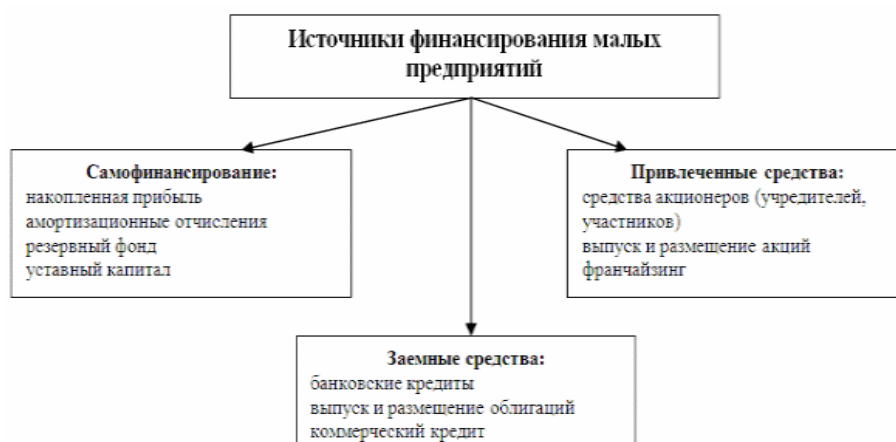 Источники финансирования малых
предприятий
Самофинансирование:
накопленная прибыль
амортизационные отчисления
резервный фонд
уставный капитал
Привлеченные средства:
средства акционеров (учредителей,
участников)
выпуск и размещение акций
франчайзинг
Заемные средства:
банковские кредиты
выпуск и размещение облигаций
коммерческий кредит